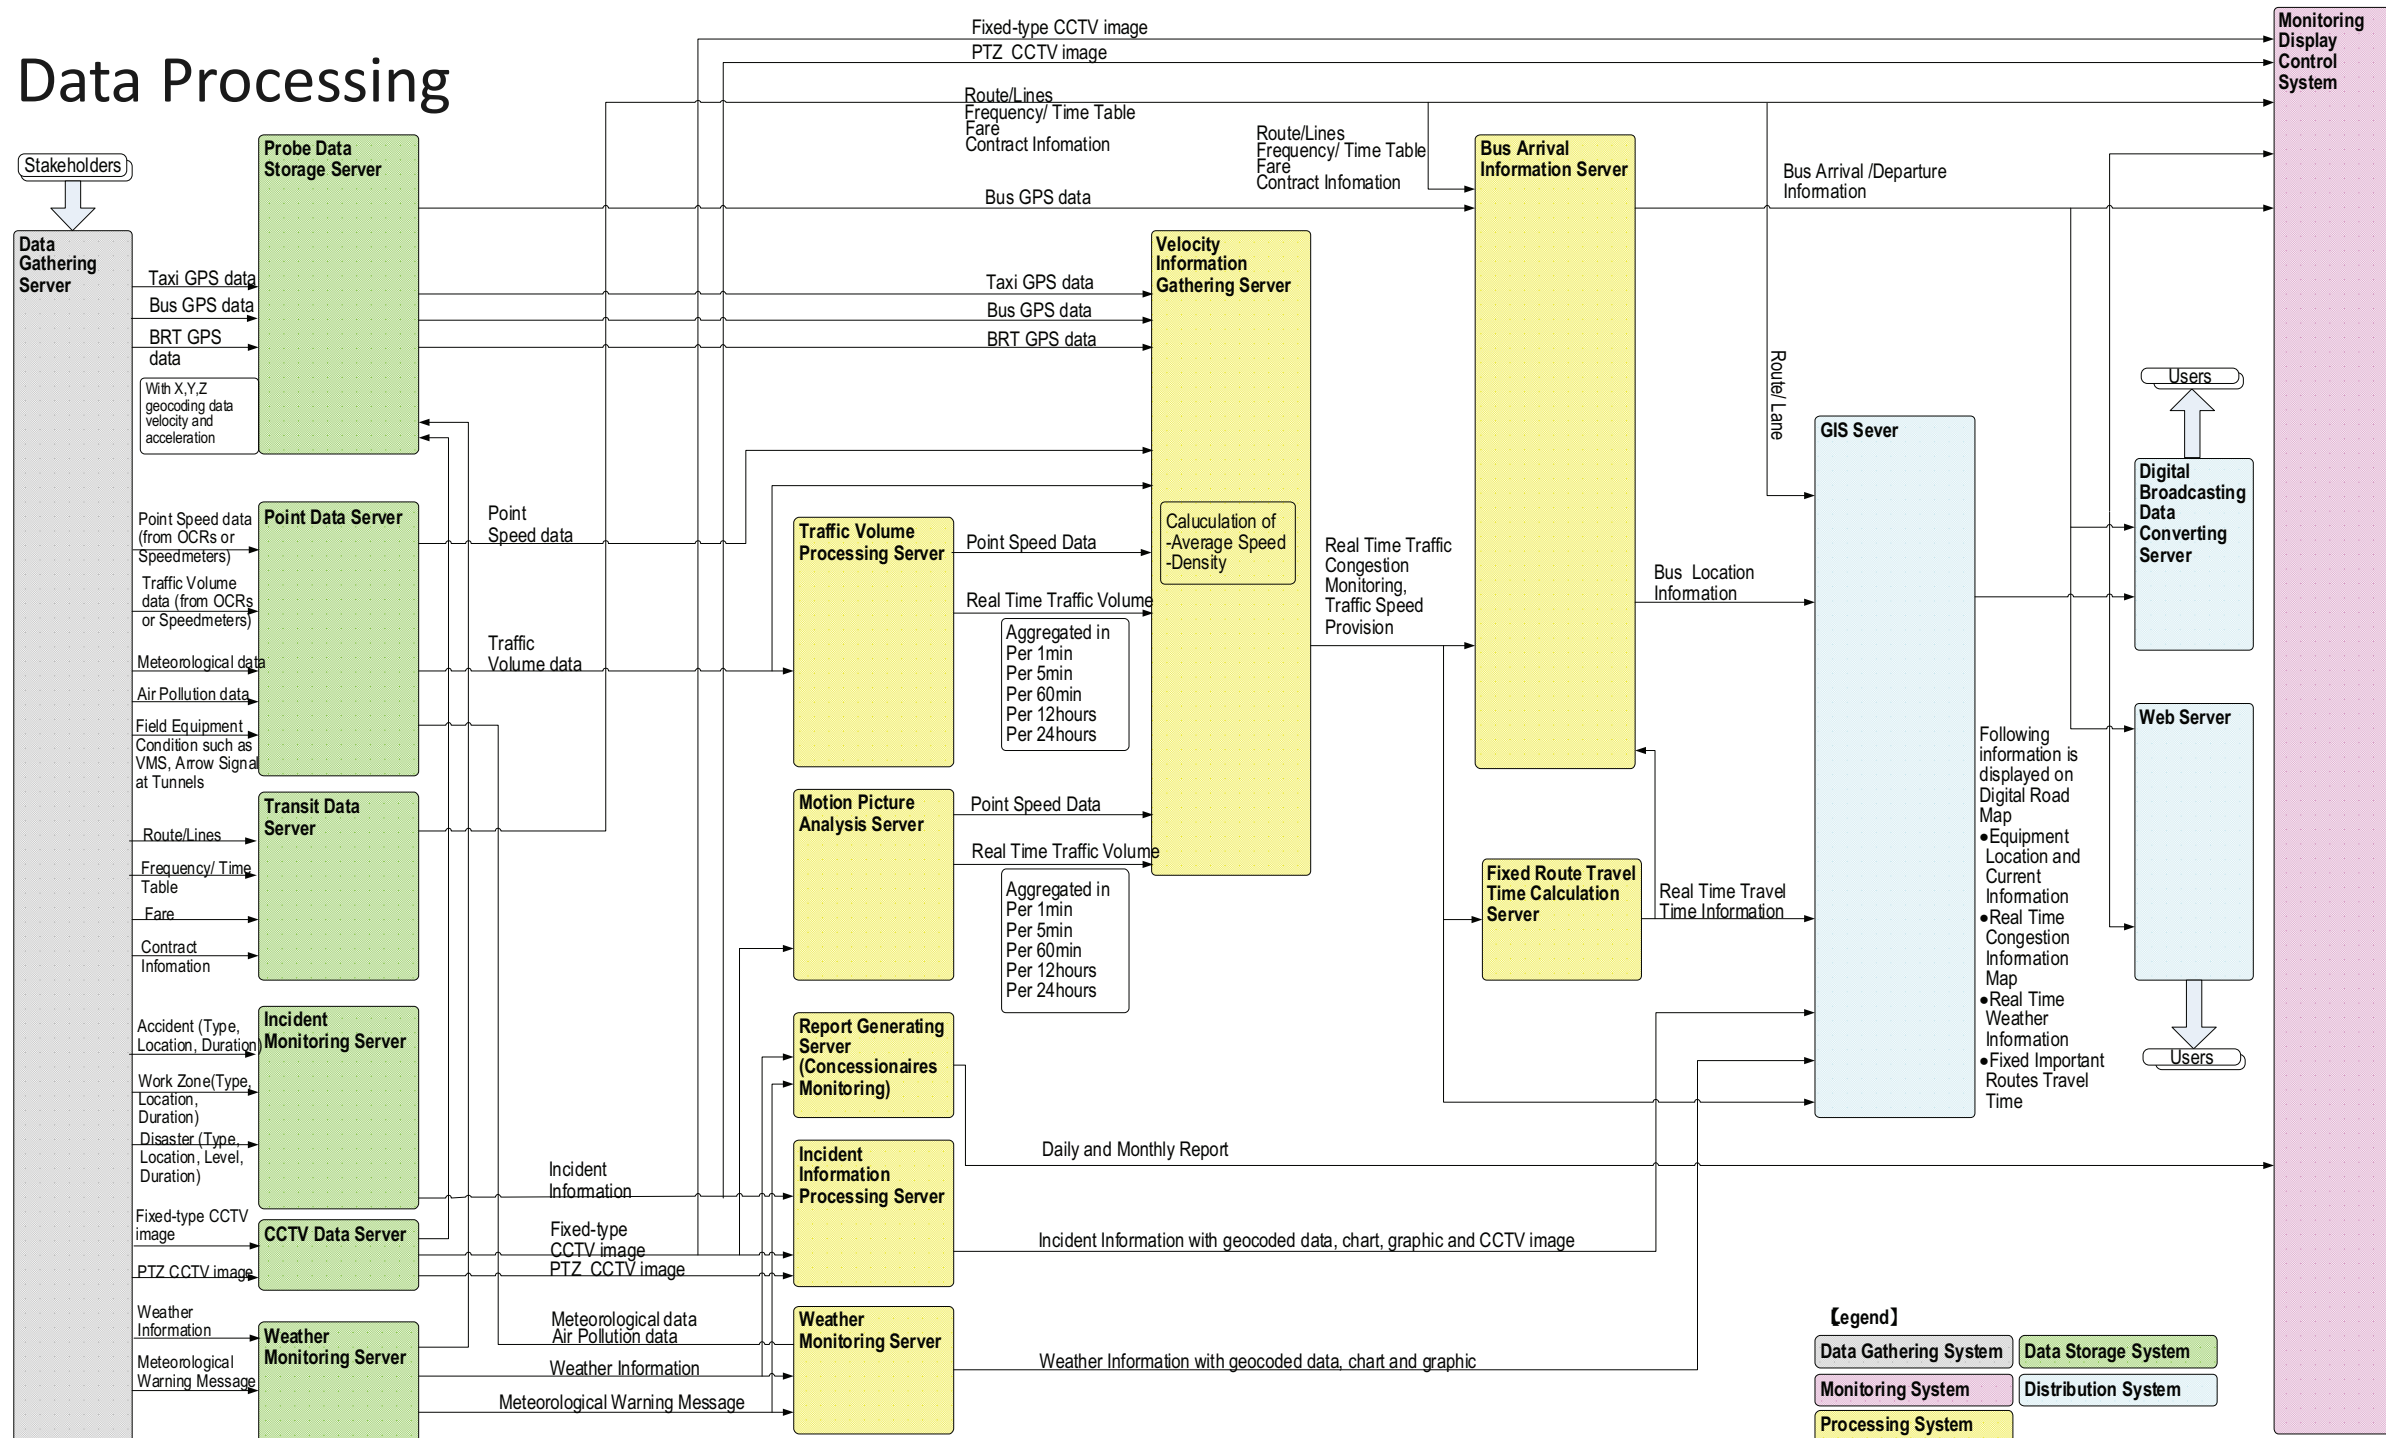 Data Processing
Stakeholders
Data
Gathering
Server
Taxi GPS data
Bus GPS data
BRT GPS
data
With X,Y,Z
geocoding data
velocity and
acceleration
Point Speed data
(from OCRs or
Speedmeters)
Traffic Volume
data (from OCRs
or Speedmeters)
Meteorological data
Air Pollution data
Field Equipment
Condition such as
VMS, Arrow Signal
at Tunnels
Route/Lines
Frequency/ Time
Table
Fare
Contract
Infomation
Accident (Type,
Location, Duration)
Work Zone(Type,
Location,
Duration)
Disaster (Type,
Location, Level,
Duration)
Fixed-type CCTV
image
PTZ CCTV image
Weather
Information
Meteorological
Warning Message
Probe Data
Storage Server
Point Data Server
Transit Data
Server
Incident
Monitoring Server
CCTV Data Server
Weather
Monitoring Server
Point
Speed data
Traffic
Volume data
Incident
Information
Fixed-type
CCTV image
PTZ  CCTV image
Meteorological data
Air Pollution data
Weather Information
Meteorological Warning Message
Fixed-type CCTV image
PTZ  CCTV image
Route/Lines
Frequency/ Time Table
Fare
Contract Infomation
Bus GPS data
Taxi GPS data
Bus GPS data
BRT GPS data
Traffic Volume
Processing Server
Point Speed Data
Real Time Traffic Volume
Aggregated in
Per 1min
Per 5min
Per 60min
Per 12hours
Per 24hours
Motion Picture
Analysis Server
Point Speed Data
Real Time Traffic Volume
Aggregated in
Per 1min
Per 5min
Per 60min
Per 12hours
Per 24hours
Report Generating
Server
(Concessionaires
Monitoring)
Daily and Monthly Report
Incident
Information
Processing Server
Incident Information with geocoded data, chart, graphic and CCTV image
Weather
Monitoring Server
Weather Information with geocoded data, chart and graphic
Velocity
Information
Gathering Server
Caluculation of
-Average Speed
-Density
Route/Lines
Frequency/ Time Table
Fare
Contract Infomation
Real Time Traffic
Congestion
Monitoring,
Traffic Speed
Provision
Bus Arrival
Information Server
Bus Arrival /Departure
Information
Bus  Location
Information
Fixed Route Travel
Time Calculation
Server
Real Time Travel
Time Information
Route/ Lane
GIS Sever
Following
information is
displayed on
Digital Road
Map
●Equipment
Location and
Current
Information
●Real Time
Congestion
Information
Map
●Real Time
Weather
Information
●Fixed Important
Routes Travel
Time
Users
Digital
Broadcasting
Data
Converting
Server
Web Server
Users
Monitoring
Display
Control
System
【Legend】
Data Gathering System
Data Storage System
Monitoring System
Distribution System
Processing System